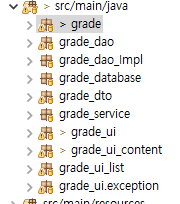 src/main/java
> grade
grade_dao
grade_dao_Impl
grade_database
grade_dto
grade_service
> grade_ui
> grade_ui_content
grade_ui_list
grade_ui.exception
src/main/resources